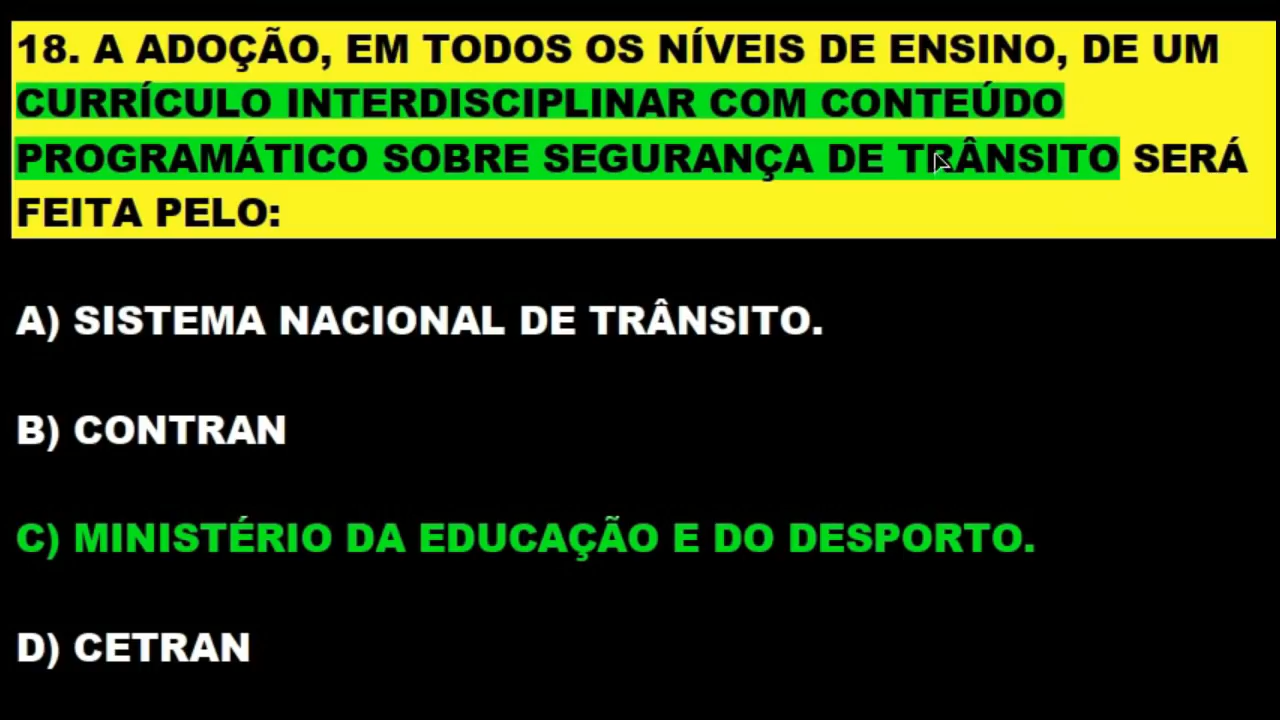 18. A ADOÇÃO, EM TODOS OS NÍVEIS DE ENSINO, DE UM
CURRÍCULO INTERDISCIPLINAR COM CONTEÚDO
PROGRAMÁTICO SOBRE SEGURANÇA DE TRÂNSITO SERÁ
FEITA PELO:
A) SISTEMA NACIONAL DE TRÂNSITO.
B) CONTRAN
C) MINISTÉRIO DA EDUCAÇÃO E DO DESPORTO.
D) CETRAN